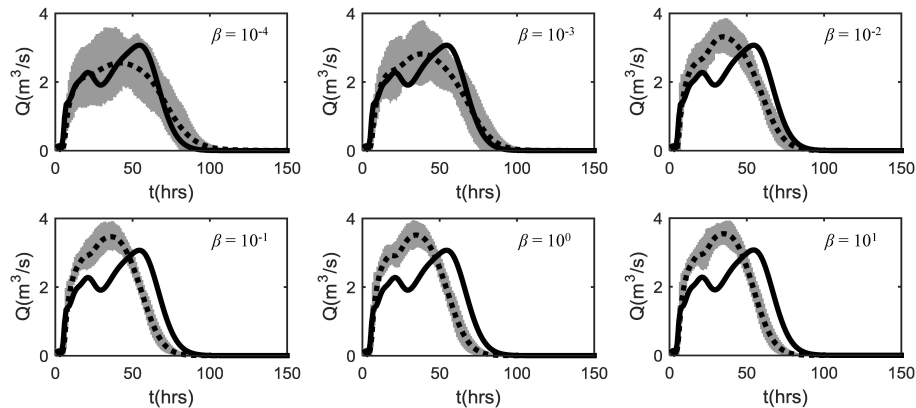 β = 10⁻⁴
Q(m³/s)
4
2
0
0 50 100 150
t(hrs)
β = 10⁻³
Q(m³/s)
4
2
0
0 50 100 150
t(hrs)
β = 10⁻²
Q(m³/s)
4
2
0
0 50 100 150
t(hrs)
β = 10⁻¹
Q(m³/s)
4
2
0
0 50 100 150
t(hrs)
β = 10⁰
Q(m³/s)
4
2
0
0 50 100 150
t(hrs)
β = 10¹
Q(m³/s)
4
2
0
0 50 100 150
t(hrs)